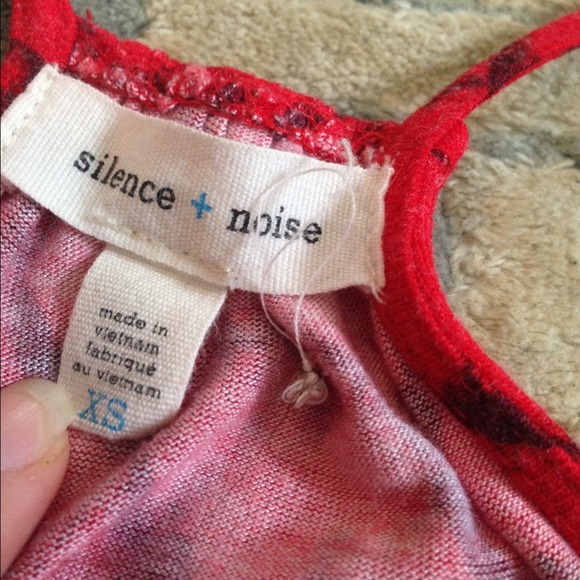 silence + noise
made in
vietnam
fabriqué
au vietnam
XS